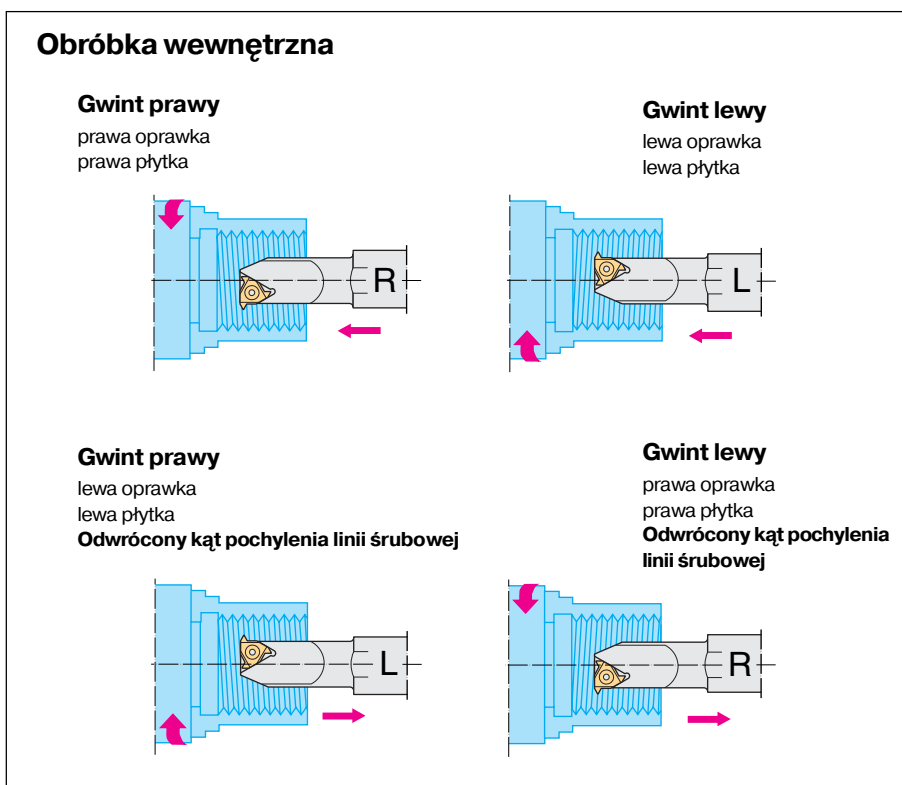 Obróbka wewnętrzna
Gwint prawy
prawa oprawka
prawa płytka
R
Gwint lewy
lewa oprawka
lewa płytka
L
Gwint prawy
lewa oprawka
lewa płytka
Odwrócony kąt pochylenia linii śrubowej
L
Gwint lewy
prawa oprawka
prawa płytka
Odwrócony kąt pochylenia
linii śrubowej
R